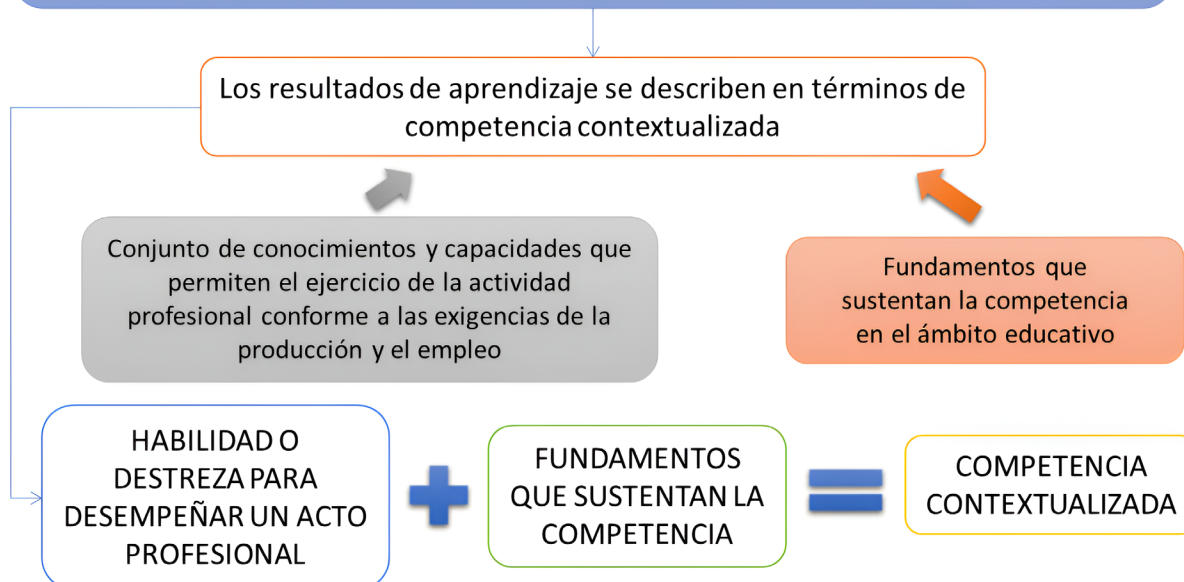 Los resultados de aprendizaje se describen en términos de
competencia contextualizada
Conjunto de conocimientos y capacidades que
permiten el ejercicio de la actividad
profesional conforme a las exigencias de la
producción y el empleo
Fundamentos que
sustentan la competencia
en el ámbito educativo
HABILIDAD O
DESTREZA PARA
DESEMPEÑAR UN ACTO
PROFESIONAL
FUNDAMENTOS
QUE SUSTENTAN LA
COMPETENCIA
COMPETENCIA
CONTEXTUALIZADA